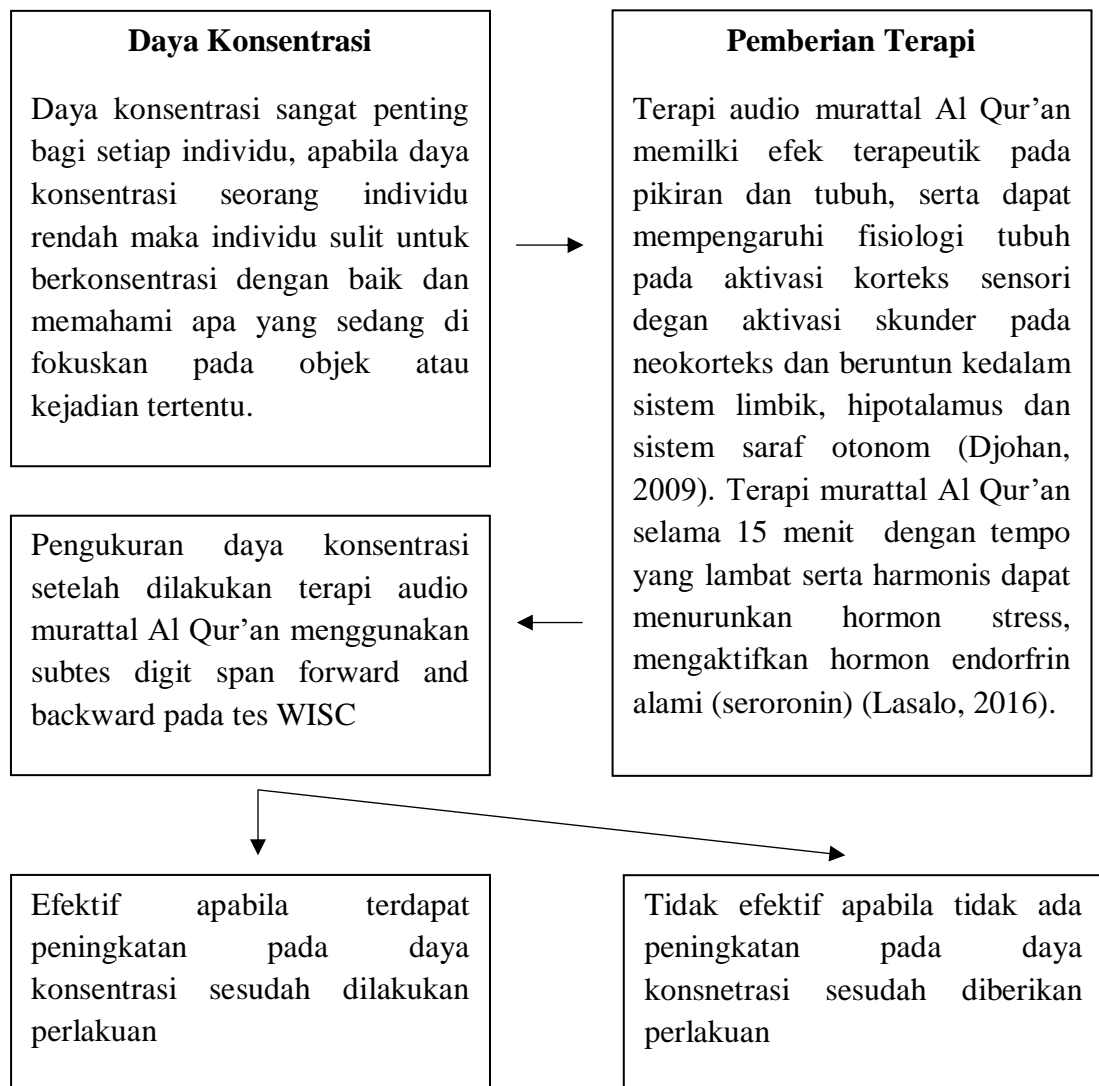 Daya Konsentrasi
Daya konsentrasi sangat penting
bagi setiap individu, apabila daya
konsentrasi seorang individu
rendah maka individu sulit untuk
berkonsentrasi dengan baik dan
memahami apa yang sedang di
fokuskan pada objek atau
kejadian tertentu.
Pemberian Terapi
Terapi audio murattal Al Qur’an
memilki efek terapeutik pada
pikiran dan tubuh, serta dapat
mempengaruhi fisiologi tubuh
pada aktivasi korteks sensori
degan aktivasi skunder pada
neokorteks dan beruntun kedalam
sistem limbik, hipotalamus dan
sistem saraf otonom (Djohan,
2009). Terapi murattal Al Qur’an
selama 15 menit dengan tempo
yang lambat serta harmonis dapat
menurunkan hormon stress,
mengaktifkan hormon endorfrin
alami (seroronin) (Lasalo, 2016).
Pengukuran daya konsentrasi
setelah dilakukan terapi audio
murattal Al Qur’an menggunakan
subtes digit span forward and
backward pada tes WISC
Efektif apabila terdapat
peningkatan pada daya
konsentrasi sesudah dilakukan
perlakuan
Tidak efektif apabila tidak ada
peningkatan pada daya
konsnetrasi sesudah diberikan
perlakuan